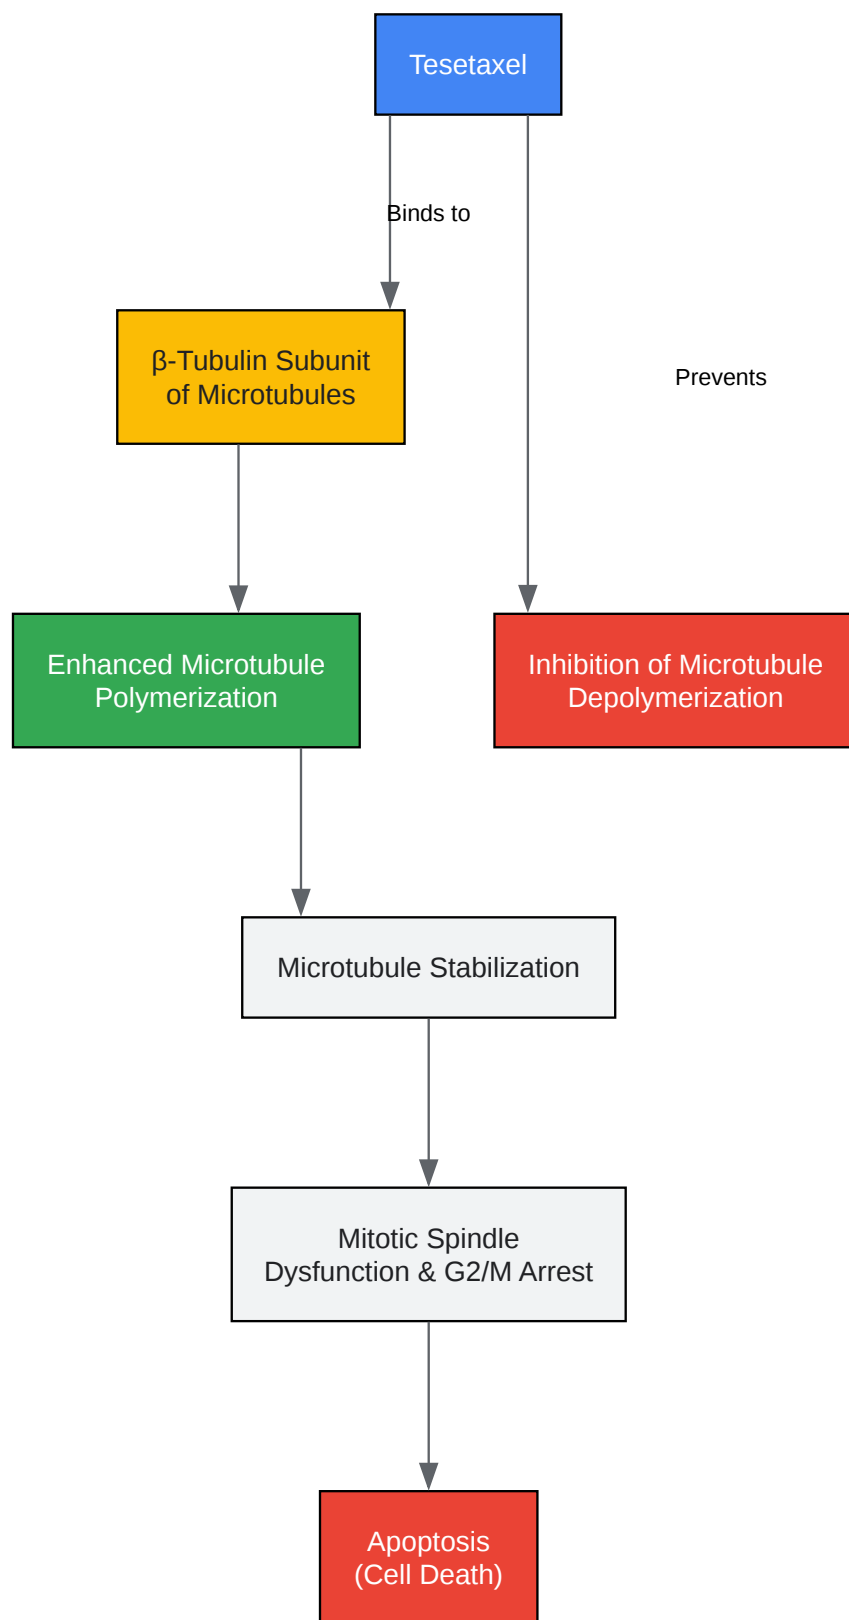 Tesetaxel
Binds to
β-Tubulin Subunit
of Microtubules
Prevents
Enhanced Microtubule
Polymerization
Inhibition of Microtubule
Depolymerization
Microtubule Stabilization
Mitotic Spindle
Dysfunction & G2/M Arrest
Apoptosis
(Cell Death)